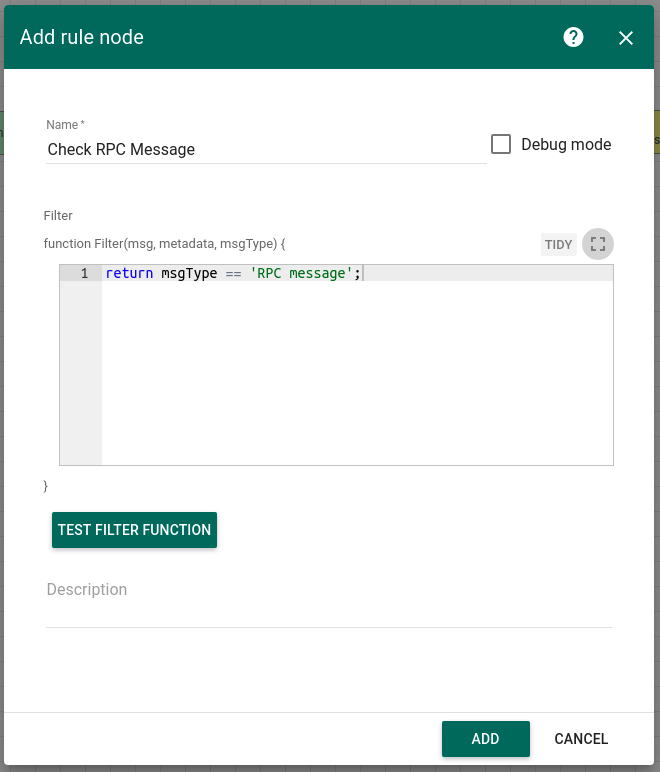 Add rule node
Name *
Check RPC Message
Debug mode
Filter
function Filter(msg, metadata, msgType) {
TIDY
1 return msgType == 'RPC message';
}
TEST FILTER FUNCTION
Description
ADD CANCEL